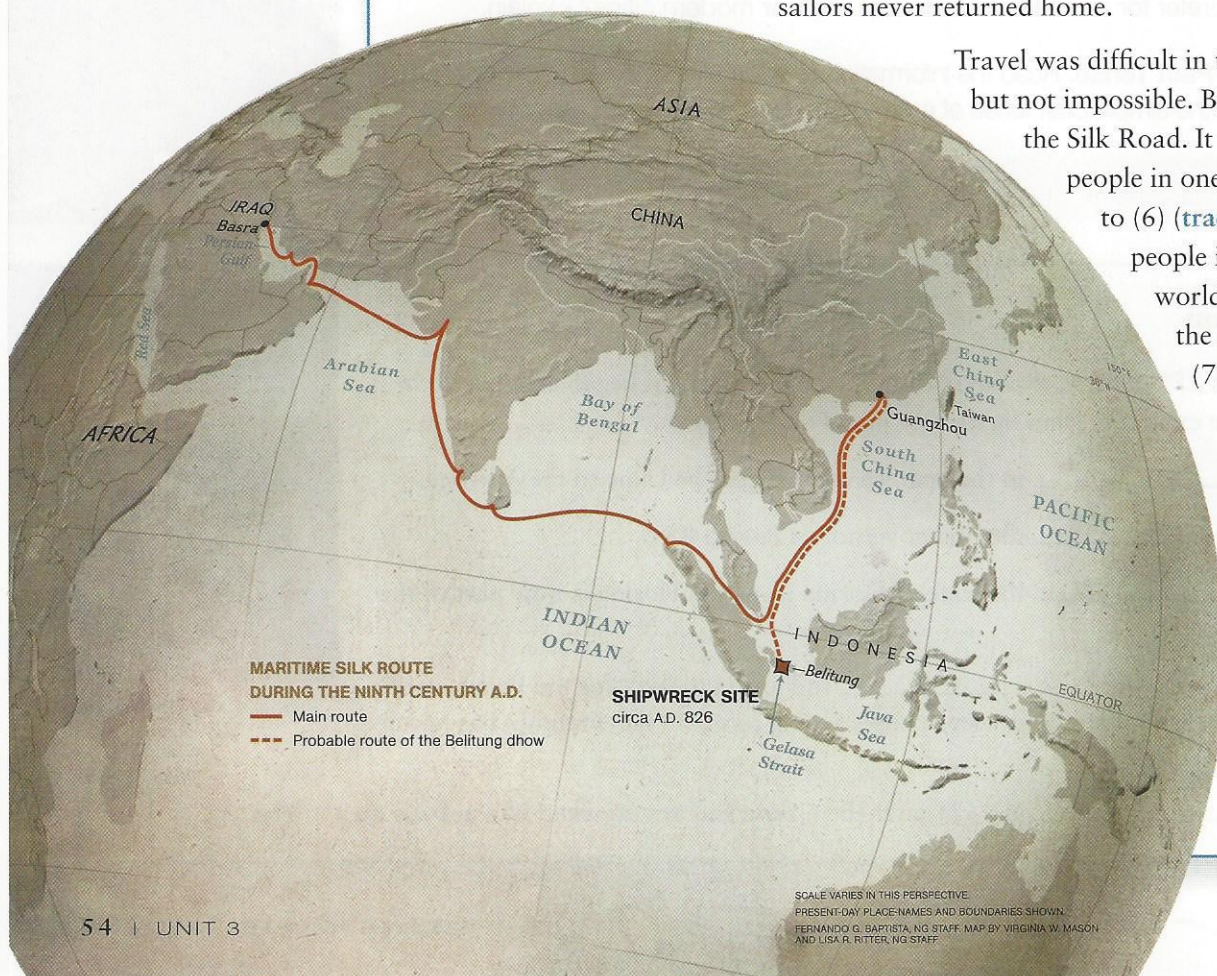 sailors never returned home.
Travel was difficult in
but not impossible. B
the Silk Road. It
people in one
to (6) (tra
people i
world
the
(7
ASIA
CHINA
IRAQ
Basra
Persian
Gulf
Red Sea
Arabian
Sea
AFRICA
Bay of
Bengal
East
China
Sea
150°E
30°N
Taiwan
Guangzhou
South
China
Sea
PACIFIC
OCEAN
INDIAN
OCEAN
INDONESIA
Belitung
EQUATOR
Java
Sea
Gelasa
Strait
SHIPWRECK SITE
circa A.D. 826
MARITIME SILK ROUTE
DURING THE NINTH CENTURY A.D.
Main route
Probable route of the Belitung dhow
SCALE VARIES IN THIS PERSPECTIVE.
PRESENT-DAY PLACE-NAMES AND BOUNDARIES SHOWN.
FERNANDO G. BAPTISTA, NG STAFF. MAP BY VIRGINIA W. MASON
AND LISA R. RITTER, NG STAFF
54 | UNIT 3